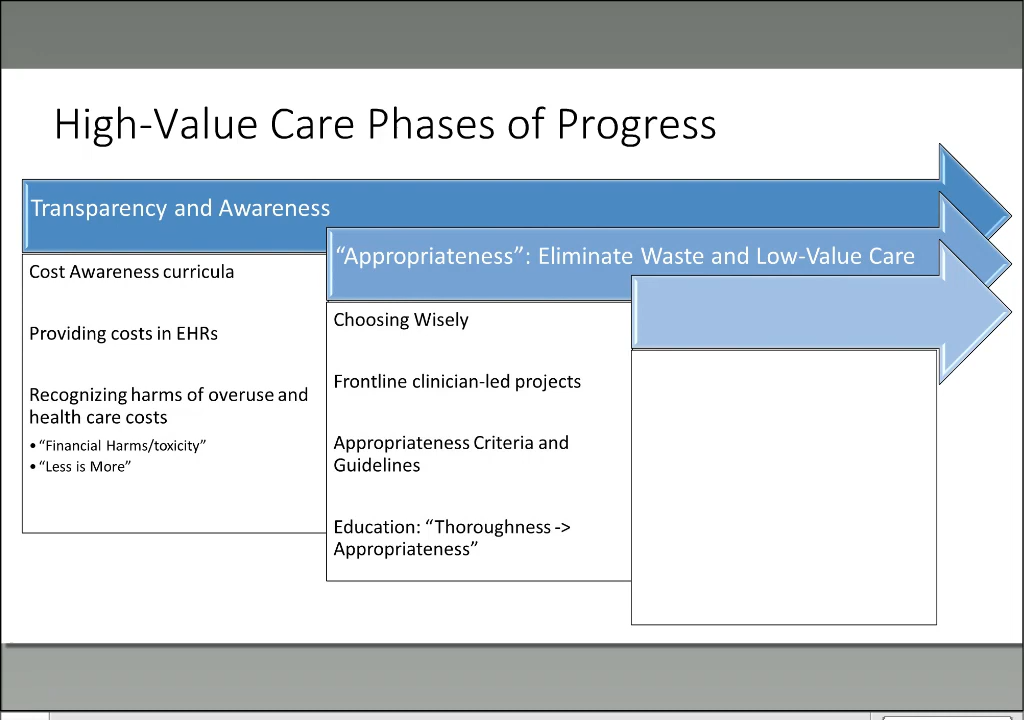 High-Value Care Phases of Progress
Transparency and Awareness
Cost Awareness curricula
Providing costs in EHRs
Recognizing harms of overuse and
health care costs
• “Financial Harms/toxicity”
• “Less is More”
“Appropriateness”: Eliminate Waste and Low-Value Care
Choosing Wisely
Frontline clinician-led projects
Appropriateness Criteria and
Guidelines
Education: “Thoroughness ->
Appropriateness”